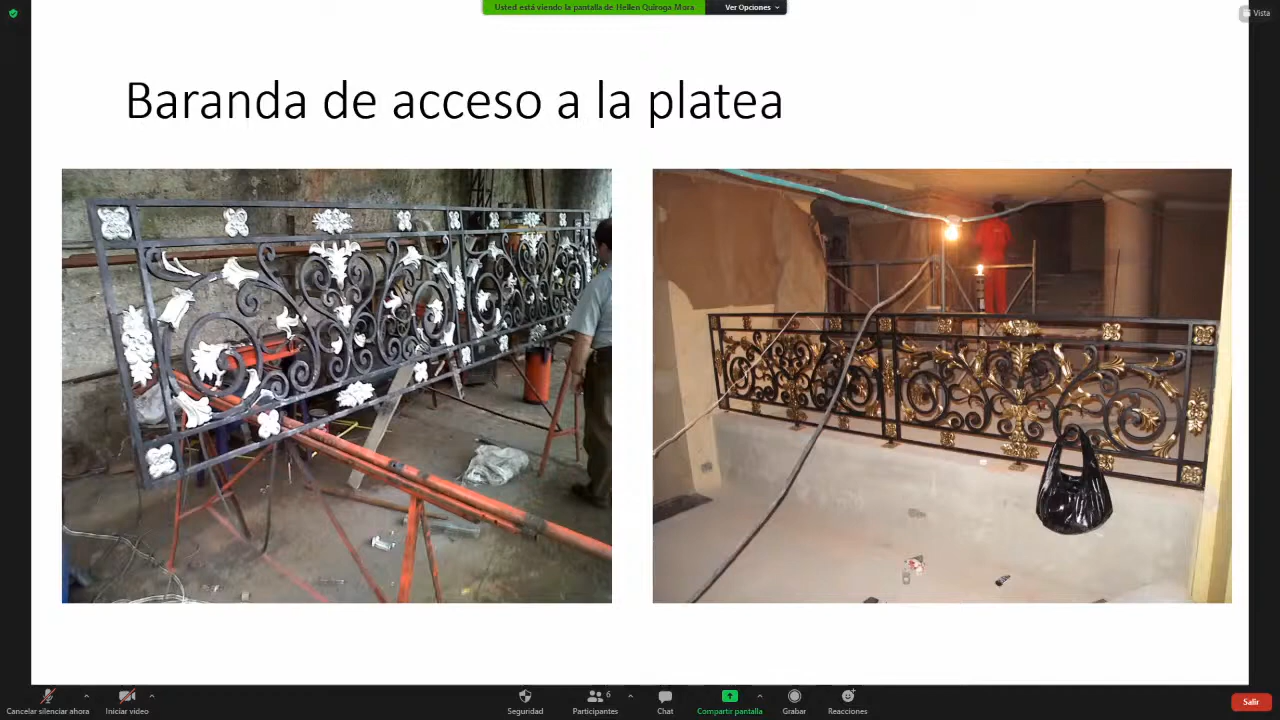 Usted está viendo la pantalla de Hellen Quiroga Mora
Ver Opciones
Vista
Baranda de acceso a la platea
Cancelar silenciar ahora
Iniciar video
Seguridad
6
Participantes
Chat
Compartir pantalla
Grabar
Reacciones
Salir